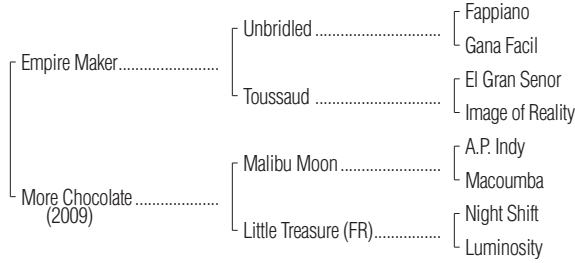 Fappiano
Unbridled
Gana Facil
Empire Maker
El Gran Senor
Toussaud
Image of Reality
A.P. Indy
Malibu Moon
Macoumba
More Chocolate
(2009)
Night Shift
Little Treasure (FR)
Luminosity